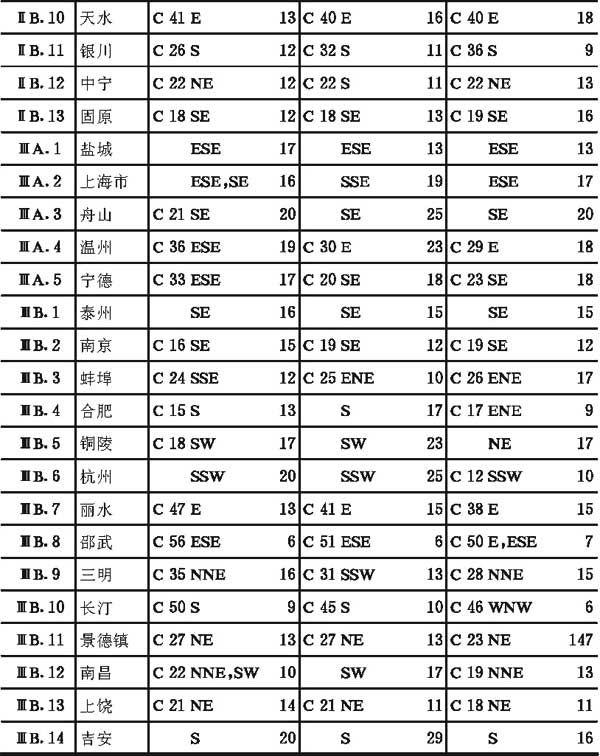 ⅡB.10 天水 C 41 E 13 C 40 E 16 C 40 E 18
ⅡB.11 银川 C 26 S 12 C 32 S 11 C 36 S 9
ⅡB.12 中宁 C 22 NE 12 C 22 S 11 C 22 NE 13
ⅡB.13 固原 C 18 SE 12 C 18 SE 13 C 19 SE 16
ⅢA.1 盐城 ESE 17 ESE 13 ESE 13
ⅢA.2 上海市 ESE,SE 16 SSE 19 ESE 17
ⅢA.3 舟山 C 21 SE 20 SE 25 SE 20
ⅢA.4 温州 C 36 ESE 19 C 30 E 23 C 29 E 18
ⅢA.5 宁德 C 33 ESE 17 C 20 SE 18 C 23 SE 18
ⅢB.1 泰州 SE 16 SE 15 SE 15
ⅢB.2 南京 C 16 SE 15 C 19 SE 12 C 19 SE 12
ⅢB.3 蚌埠 C 24 SSE 12 C 25 ENE 10 C 26 ENE 17
ⅢB.4 合肥 C 15 S 13 S 17 C 17 ENE 9
ⅢB.5 铜陵 C 18 SW 17 SW 23 NE 17
ⅢB.6 杭州 SSW 20 SSW 25 C 12 SSW 10
ⅢB.7 丽水 C 47 E 13 C 41 E 15 C 38 E 15
ⅢB.8 邵武 C 56 ESE 6 C 51 ESE 6 C 50 E,ESE 7
ⅢB.9 三明 C 35 NNE 16 C 31 SSW 13 C 28 NNE 15
ⅢB.10 长汀 C 50 S 9 C 45 S 10 C 46 WNW 6
ⅢB.11 景德镇 C 27 NE 13 C 27 NE 13 C 23 NE 147
ⅢB.12 南昌 C 22 NNE,SW 10 SW 17 C 19 NNE 13
ⅢB.13 上饶 C 21 NE 14 C 21 NE 11 C 18 NE 11
ⅢB.14 吉安 S 20 S 29 S 16